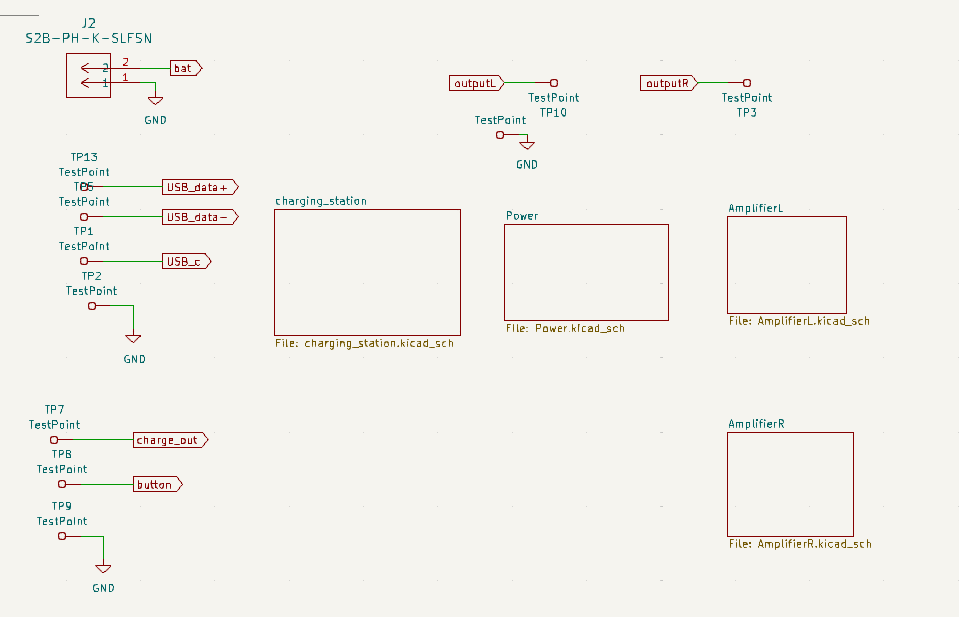 J2
S2B-PH-K-SLFSN
2
2
bat
1
1
GND
outputL
TestPoint
TP10
outputR
TestPoint
TP3
TestPoint
GND
TP13
TestPoint
USB_data+
TP5
TestPoint
USB_data-
TP1
TestPoint
USB_c
TP2
TestPoint
GND
charging_station
File: charging_station.kicad_sch
Power
File: Power.kicad_sch
AmplifierL
File: AmplifierL.kicad_sch
TP7
TestPoint
charge_out
TP8
TestPoint
button
TP9
TestPoint
GND
AmplifierR
File: AmplifierR.kicad_sch